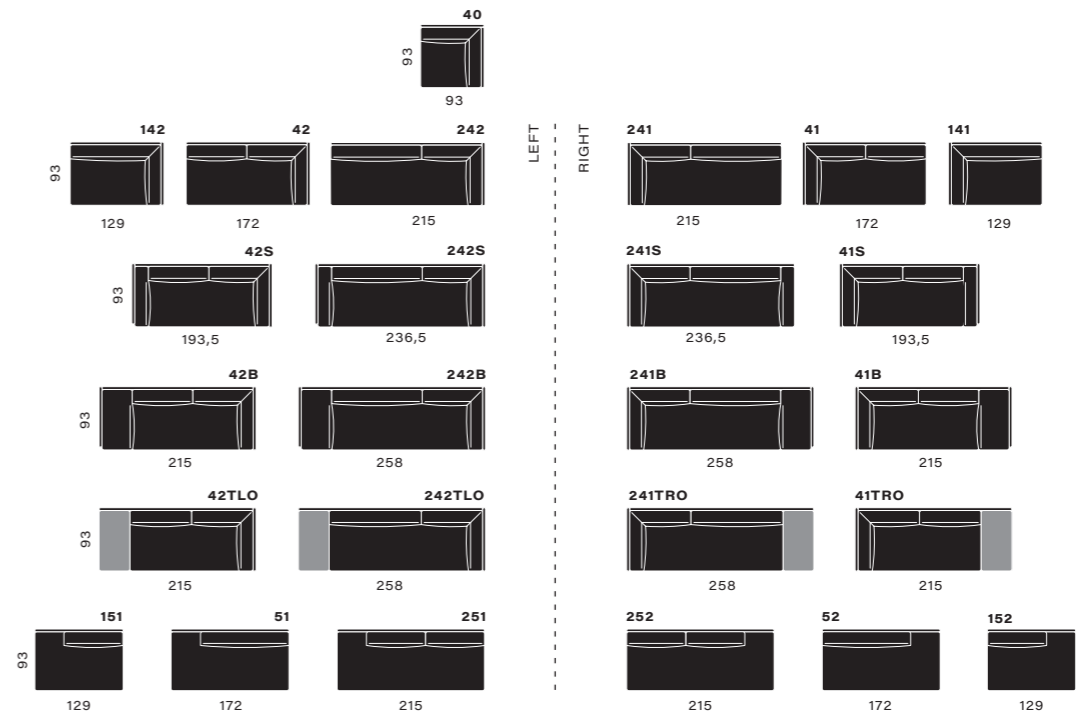 40
93
93
142 42 242 LEFT RIGHT 241 41 141
93
129 172 215 215 172 129
42S 242S 241S 41S
93
193,5 236,5 236,5 193,5
42B 242B 241B 41B
93
215 258 258 215
42TLO 242TLO 241TRO 41TRO
93
215 258 258 215
151 51 251 252 52 152
93
129 172 215 215 172 129